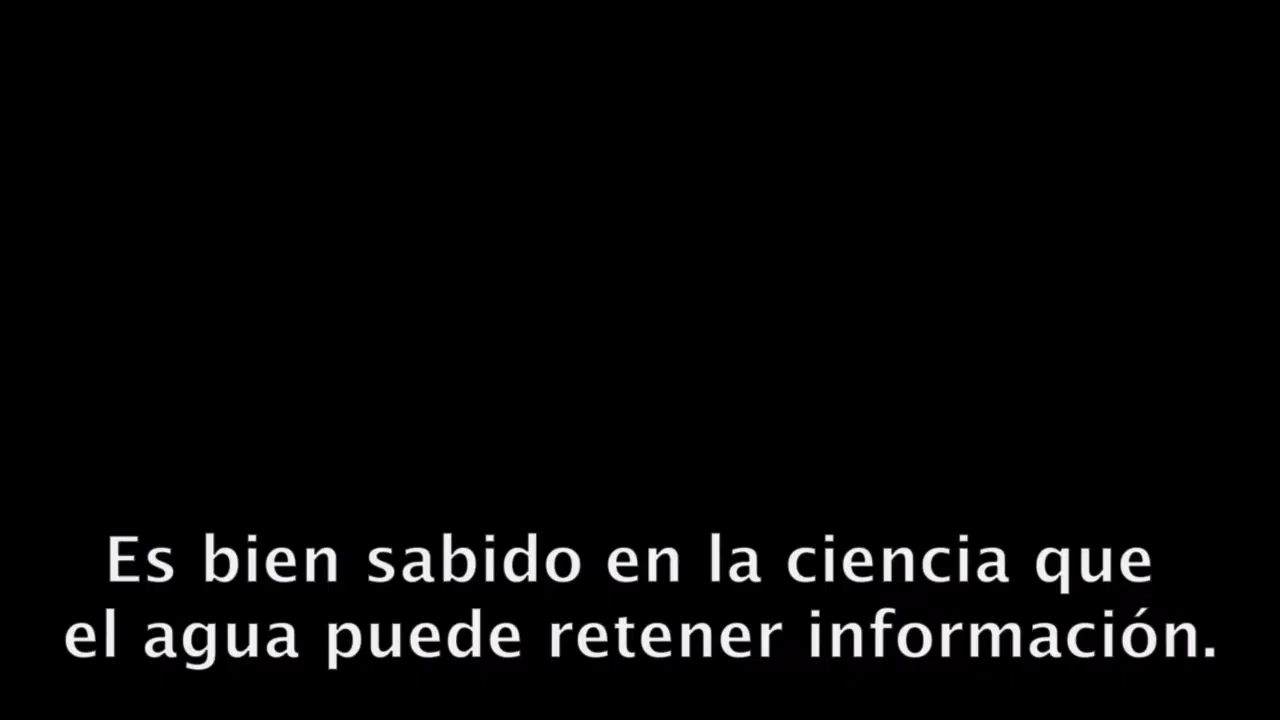 Es bien sabido en la ciencia que
el agua puede retener información.